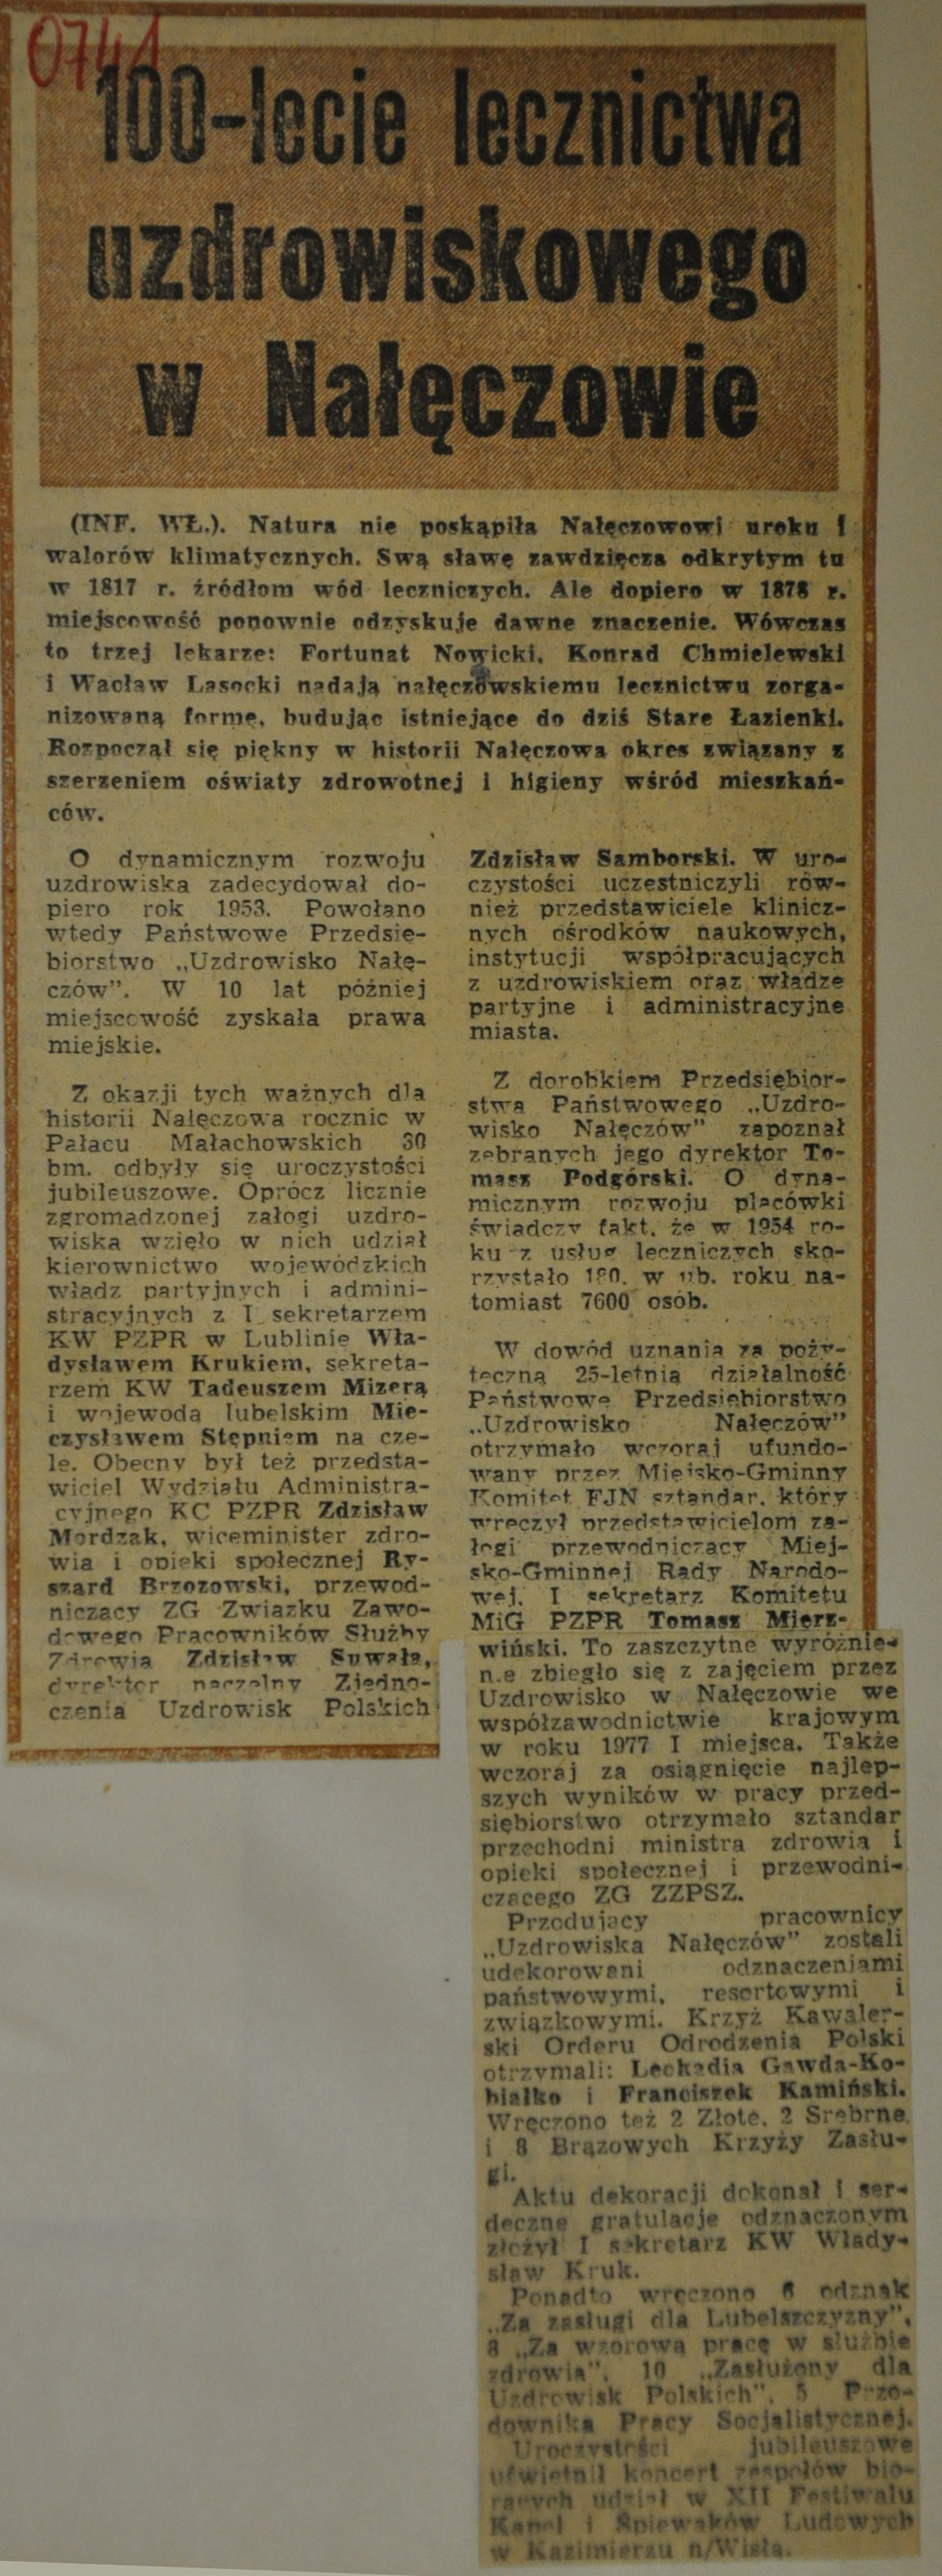 0741
100-lecie lecznictwa
uzdrowiskowego
w Nałęczowie
(INF. WŁ.). Natura nie poskąpiła Nałęczowowi uroku i
walorów klimatycznych. Swą sławę zawdzięcza odkrytym tu
w 1817 r. źródłom wód leczniczych. Ale dopiero w 1878 r.
miejscowość ponownie odzyskuje dawne znaczenie. Wówczas
to trzej lekarze: Fortunat Nowicki, Konrad Chmielewski
i Wacław Lasocki nadają nałęczowskiemu lecznictwu zorga-
nizowaną formę, budując istniejące do dziś Stare Łazienki.
Rozpoczął się piękny w historii Nałęczowa okres związany z
szerzeniem oświaty zdrowotnej i higieny wśród mieszkań-
ców.
O dynamicznym rozwoju
uzdrowiska zadecydował do-
piero rok 1953. Powołano
wtedy Państwowe Przedsię-
biorstwo „Uzdrowisko Nałę-
czów”. W 10 lat później
miejscowość zyskała prawa
miejskie.
Z okazji tych ważnych dla
historii Nałęczowa rocznic w
Pałacu Małachowskich 30
bm. odbyły się uroczystości
jubileuszowe. Oprócz licznie
zgromadzonej załogi uzdro-
wiska wzięło w nich udział
kierownictwo wojewódzkich
władz partyjnych i admini-
stracyjnych z I sekretarzem
KW PZPR w Lublinie Wła-
dysławem Krukiem, sekreta-
rzem KW Tadeuszem Mizerą
i wojewodą lubelskim Mie-
czysławem Stępniem na cze-
le. Obecny był też przedsta-
wiciel Wydziału Administra-
cyjnego KC PZPR Zdzisław
Mordzak, wiceminister zdro-
wia i opieki społecznej Ry-
szard Brzozowski, przewod-
niczący ZG Związku Zawo-
dowego Pracowników Służby
Zdrowia Zdzisław Suwała,
dyrektor naczelny Zjedno-
czenia Uzdrowisk Polskich
Zdzisław Samborski. W uro-
czystości uczestniczyli rów-
nież przedstawiciele klinicz-
nych ośrodków naukowych,
instytucji współpracujących
z uzdrowiskiem oraz władze
partyjne i administracyjne
miasta.
Z dorobkiem Przedsiębior-
stwa Państwowego „Uzdro-
wisko Nałęczów” zapoznał
zebranych jego dyrektor To-
masz Podgórski. O dyna-
micznym rozwoju placówki
świadczy fakt, że w 1954 ro-
ku z usług leczniczych sko-
rzystało 180, w ub. roku na-
tomiast 7600 osób.
W dowód uznania za poży-
teczną 25-letnią działalność
Państwowe Przedsiębiorstwo
„Uzdrowisko Nałęczów”
otrzymało wczoraj ufundo-
wany przez Miejsko-Gminny
Komitet FJN sztandar, który
wręczył przedstawicielom za-
łogi przewodniczący Miej-
sko-Gminnej Rady Narodo-
wej, I sekretarz Komitetu
MiG PZPR Tomasz Mierz-
wiński. To zaszczytne wyróżnie-
nie zbiegło się z zajęciem przez
Uzdrowisko w Nałęczowie we
współzawodnictwie krajowym
w roku 1977 I miejsca. Także
wczoraj za osiągnięcie najlep-
szych wyników w pracy przed-
siębiorstwo otrzymało sztandar
przechodni ministra zdrowia i
opieki społecznej i przewodni-
czącego ZG ZZPSZ.
Przodujący pracownicy
„Uzdrowiska Nałęczów” zostali
udekorowani odznaczeniami
państwowymi, resortowymi i
związkowymi. Krzyż Kawaler-
ski Orderu Odrodzenia Polski
otrzymali: Leokadia Gawda-Ko-
białko i Franciszek Kamiński.
Wręczono też 2 Złote, 2 Srebrne
i 8 Brązowych Krzyży Zasłu-
gi.
Aktu dekoracji dokonał i ser-
deczne gratulacje odznaczonym
złożył I sekretarz KW Włady-
sław Kruk.
Ponadto wręczono 6 odznak
„Za zasługi dla Lubelszczyzny”,
8 „Za wzorową pracę w służbie
zdrowia”, 10 „Zasłużony dla
Uzdrowisk Polskich”, 5 Przo-
downika Pracy Socjalistycznej.
Uroczystości jubileuszowe
uświetnił koncert zespołów bio-
rących udział w XII Festiwalu
Kapel i Śpiewaków Ludowych
w Kazimierzu n/Wisłą.